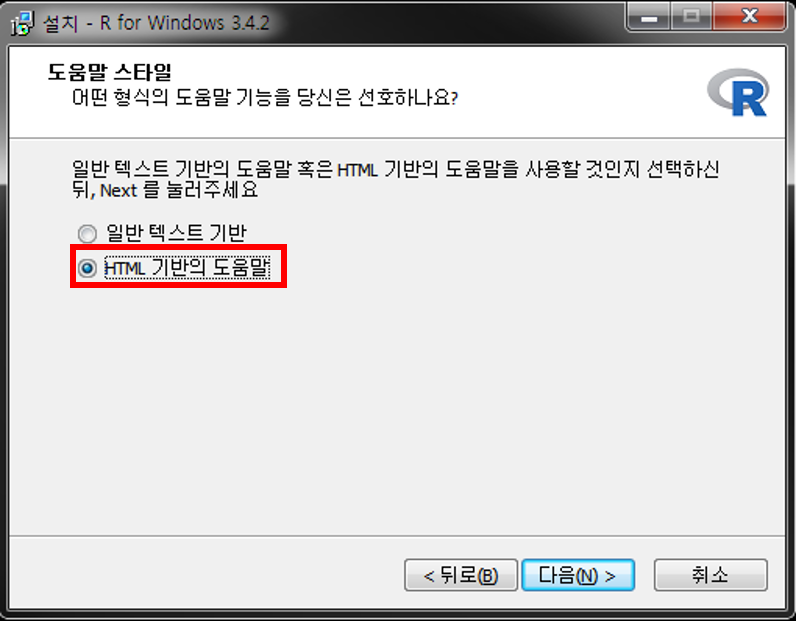 설치 - R for Windows 3.4.2
도움말 스타일
어떤 형식의 도움말 기능을 당신은 선호하나요?
R
일반 텍스트 기반의 도움말 혹은 HTML 기반의 도움말을 사용할 것인지 선택하신
뒤, Next 를 눌러주세요
일반 텍스트 기반
HTML 기반의 도움말
< 뒤로(B) 다음(N) > 취소